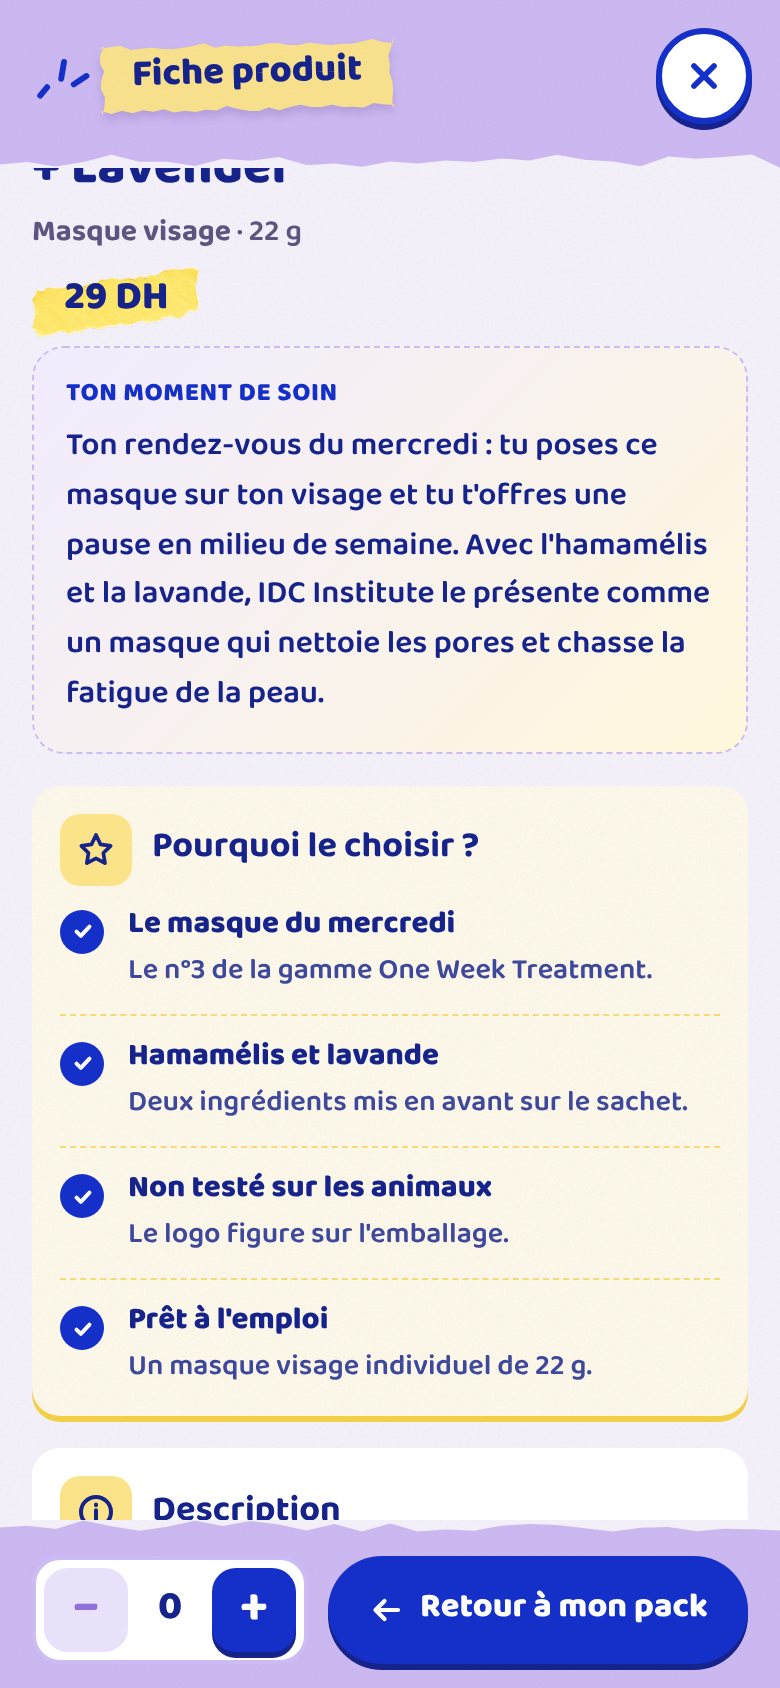 Fiche produit
+ Lavender
Masque visage · 22 g
29 DH
TON MOMENT DE SOIN
Ton rendez-vous du mercredi : tu poses ce
masque sur ton visage et tu t'offres une
pause en milieu de semaine. Avec l'hamamélis
et la lavande, IDC Institute le présente comme
un masque qui nettoie les pores et chasse la
fatigue de la peau.
Pourquoi le choisir ?
Le masque du mercredi
Le n°3 de la gamme One Week Treatment.
Hamamélis et lavande
Deux ingrédients mis en avant sur le sachet.
Non testé sur les animaux
Le logo figure sur l'emballage.
Prêt à l'emploi
Un masque visage individuel de 22 g.
Description
− 0 +
← Retour à mon pack